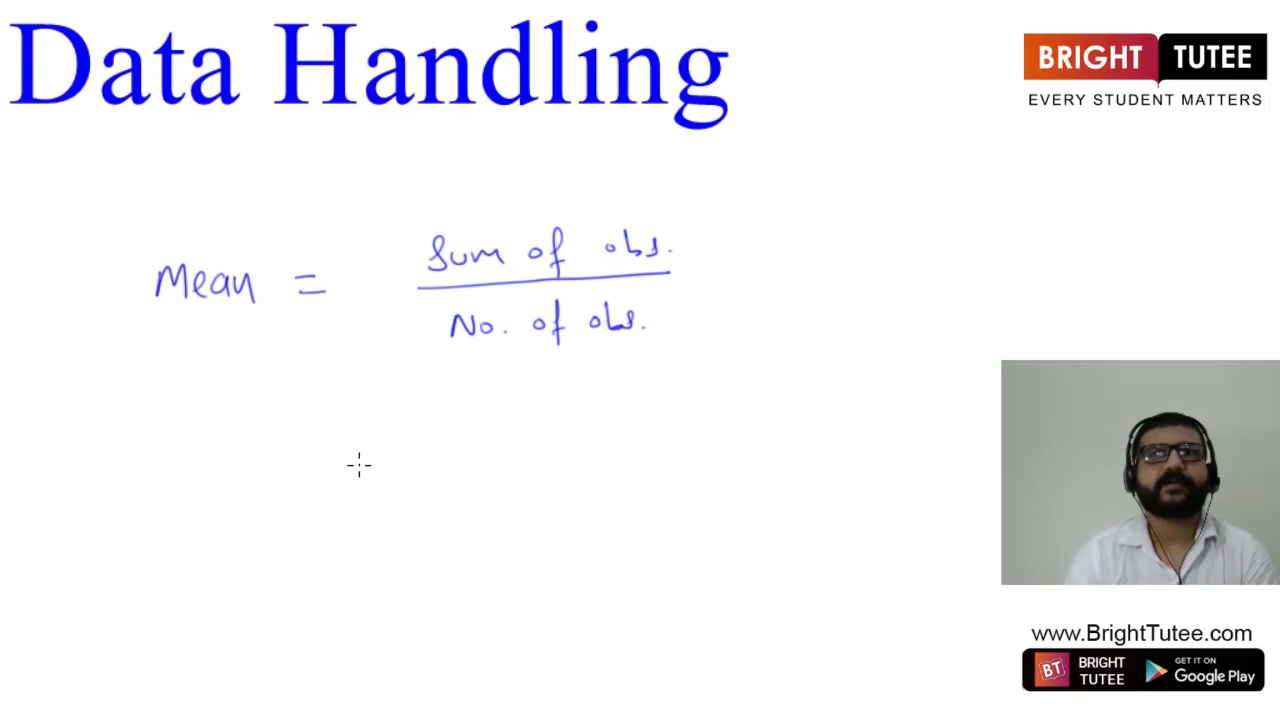 Data Handling
BRIGHT TUTEE
EVERY STUDENT MATTERS
Mean = Sum of obs.
No. of obs.
www.BrightTutee.com
BT BRIGHT TUTEE
GET IT ON
Google Play